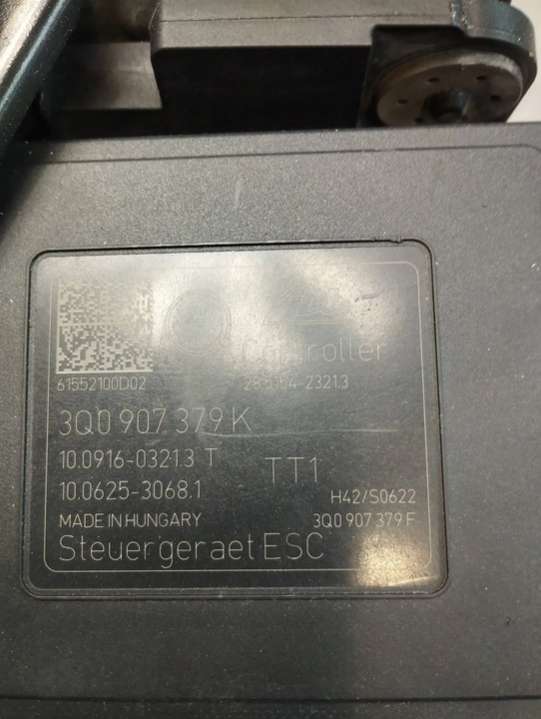 Controller
61552100D02
3Q0 907 379 K
10.0916-0321.3 T
TT1
10.0625-3068.1
H42/S0622
MADE IN HUNGARY
3Q0 907 379 F
Steuergeraet ESC